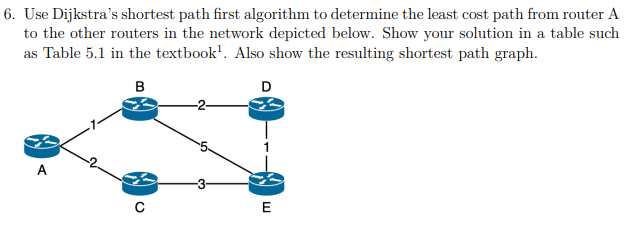 6. Use Dijkstra's shortest path first algorithm to determine the least cost path from router A
to the other routers in the network depicted below. Show your solution in a table such
as Table 5.1 in the textbook¹. Also show the resulting shortest path graph.
B
D
2
1
5
1
A
2
3
C
E